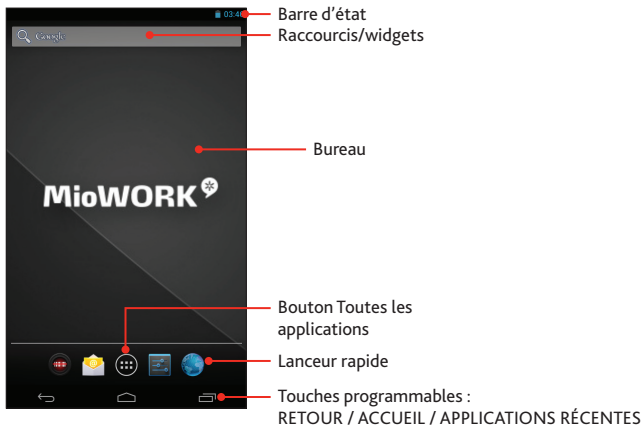 03:46
Google
MioWORK
Barre d'état
Raccourcis/widgets
Bureau
Bouton Toutes les
applications
Lanceur rapide
Touches programmables :
RETOUR / ACCUEIL / APPLICATIONS RÉCENTES